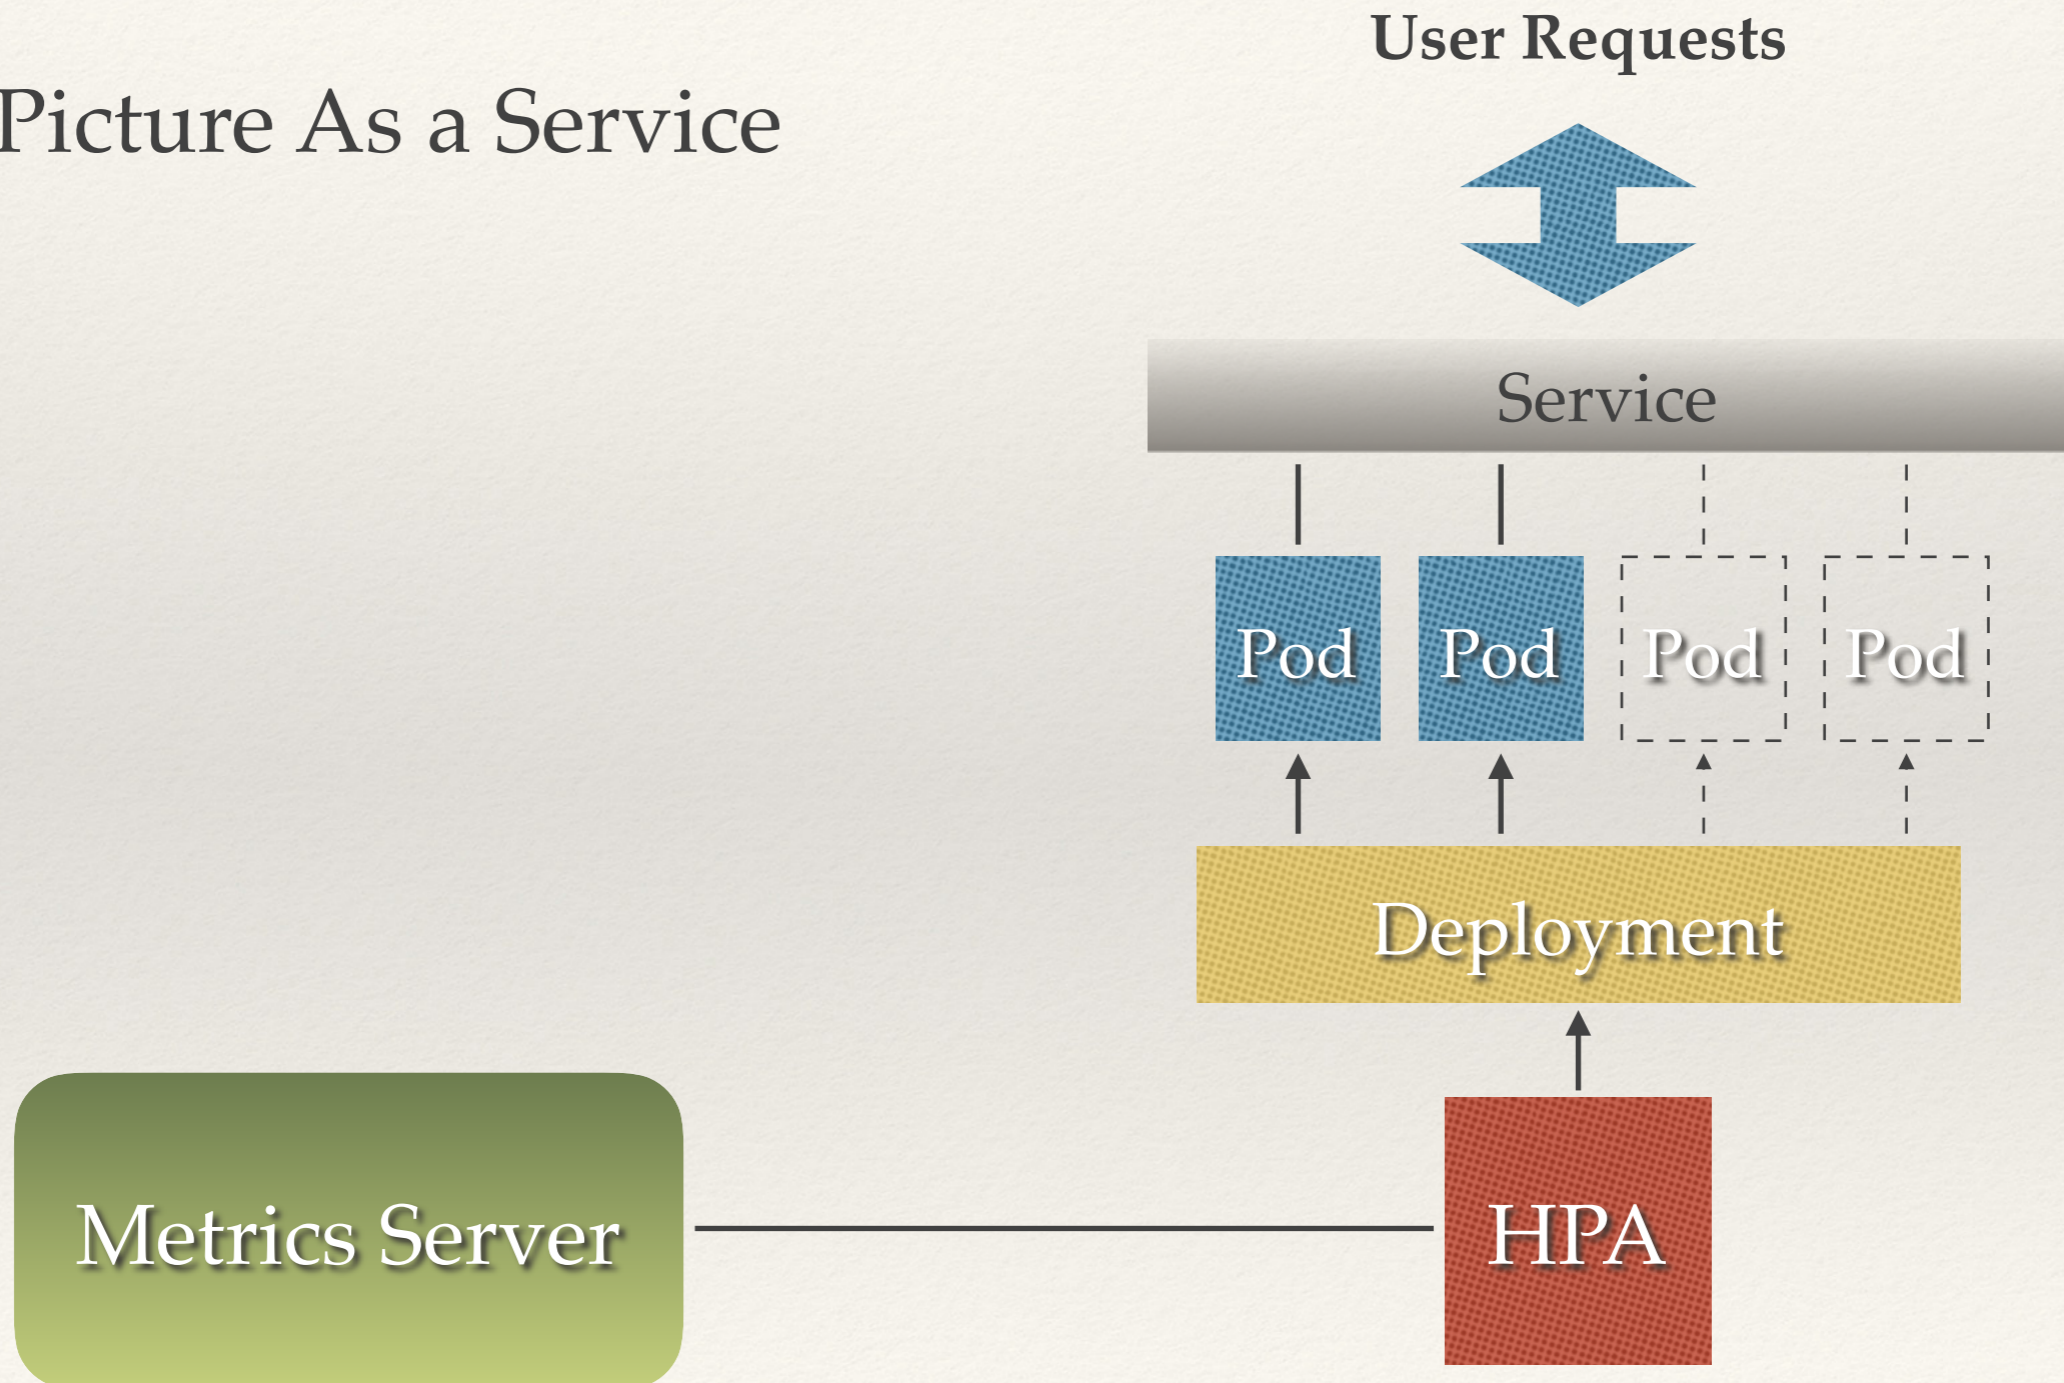 User Requests
Picture As a Service
Service
Pod Pod Pod Pod
Deployment
Metrics Server
HPA